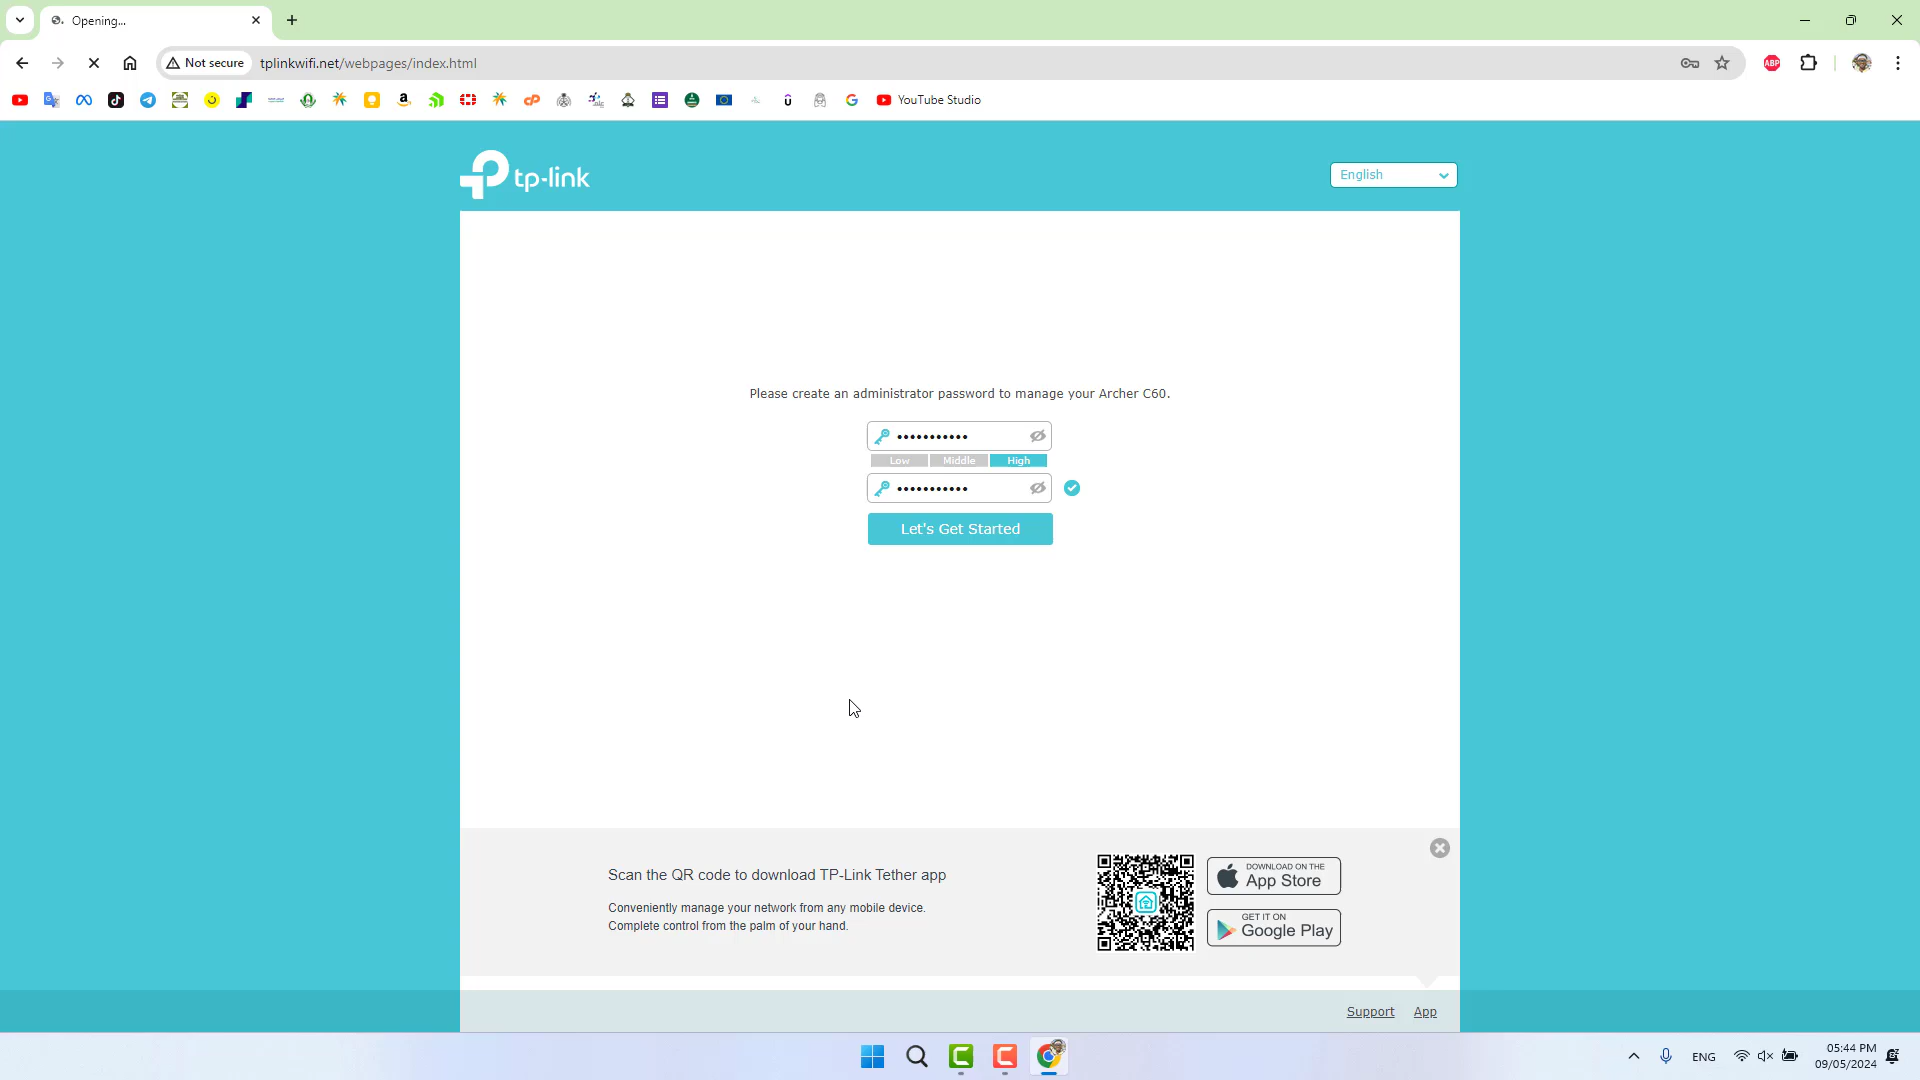 Opening...
Not secure
tplinkwifi.net/webpages/index.html
ABP
YouTube Studio
tp-link
English
Please create an administrator password to manage your Archer C60.
•••••••••••
Low Middle High
•••••••••••
Let's Get Started
Scan the QR code to download TP-Link Tether app
Conveniently manage your network from any mobile device.
Complete control from the palm of your hand.
DOWNLOAD ON THE
App Store
GET IT ON
Google Play
Support App
ENG
05:44 PM
09/05/2024